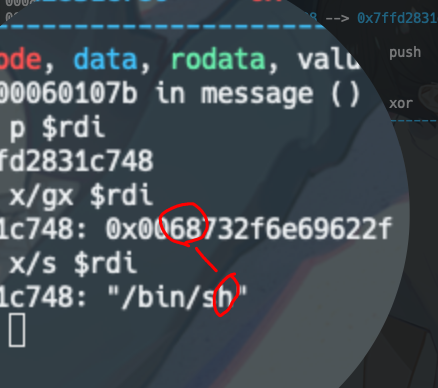 --> 0x7ffd2831
ode, data, rodata, valu
push
00060107b in message ()
p $rdi
xor
fd2831c748
x/gx $rdi
1c748: 0x0068732f6e69622f
x/s $rdi
1c748: "/bin/sh"